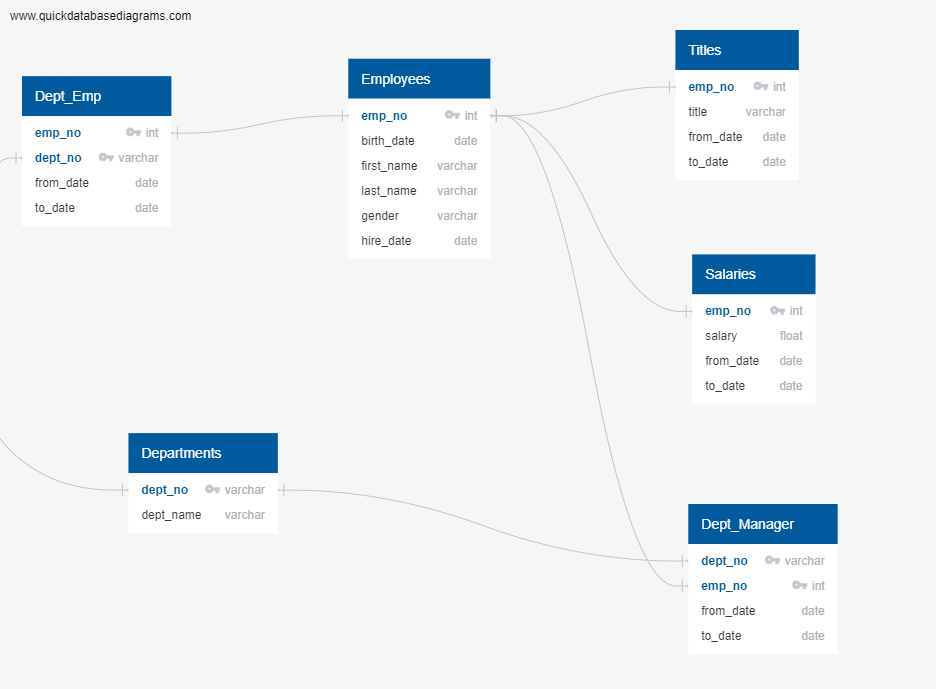 www.quickdatabasediagrams.com
Dept_Emp
emp_no int
dept_no varchar
from_date date
to_date date
Employees
emp_no int
birth_date date
first_name varchar
last_name varchar
gender varchar
hire_date date
Titles
emp_no int
title varchar
from_date date
to_date date
Salaries
emp_no int
salary float
from_date date
to_date date
Departments
dept_no varchar
dept_name varchar
Dept_Manager
dept_no varchar
emp_no int
from_date date
to_date date